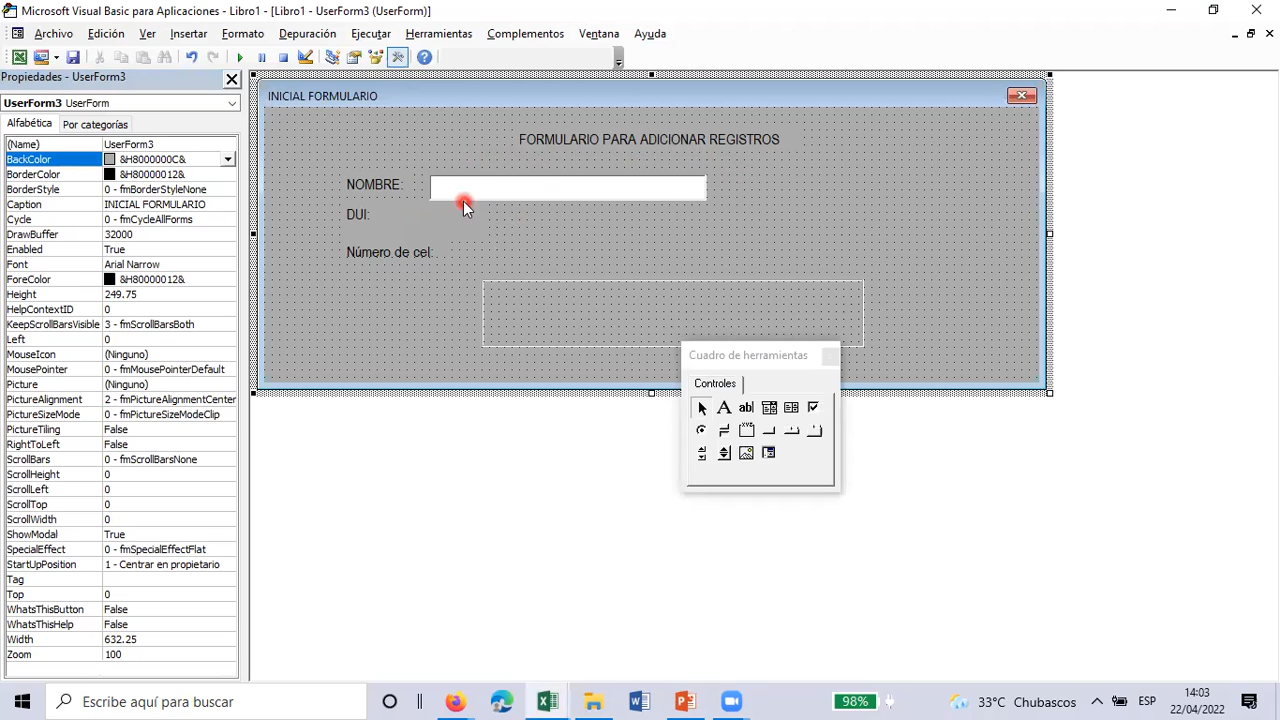 Microsoft Visual Basic para Aplicaciones - Libro1 - [Libro1 - UserForm3 (UserForm)]
Archivo Edición Ver Insertar Formato Depuración Ejecutar Herramientas Complementos Ventana Ayuda
Propiedades - UserForm3
UserForm3 UserForm
Alfabética Por categorías
(Name) UserForm3
BackColor &H8000000C&
BorderColor &H80000012&
BorderStyle 0 - fmBorderStyleNone
Caption INICIAL FORMULARIO
Cycle 0 - fmCycleAllForms
DrawBuffer 32000
Enabled True
Font Arial Narrow
ForeColor &H80000012&
Height 249.75
HelpContextID 0
KeepScrollBarsVisible 3 - fmScrollBarsBoth
Left 0
MouseIcon (Ninguno)
MousePointer 0 - fmMousePointerDefault
Picture (Ninguno)
PictureAlignment 2 - fmPictureAlignmentCenter
PictureSizeMode 0 - fmPictureSizeModeClip
PictureTiling False
RightToLeft False
ScrollBars 0 - fmScrollBarsNone
ScrollHeight 0
ScrollLeft 0
ScrollTop 0
ScrollWidth 0
ShowModal True
SpecialEffect 0 - fmSpecialEffectFlat
StartUpPosition 1 - Centrar en propietario
Tag
Top 0
WhatsThisButton False
WhatsThisHelp False
Width 632.25
Zoom 100
INICIAL FORMULARIO
FORMULARIO PARA ADICIONAR REGISTROS
NOMBRE:
DUI:
Número de cel:
Cuadro de herramientas
Controles
A ab|
XYZ
Escribe aquí para buscar
98%
33°C Chubascos
ESP
14:03
22/04/2022